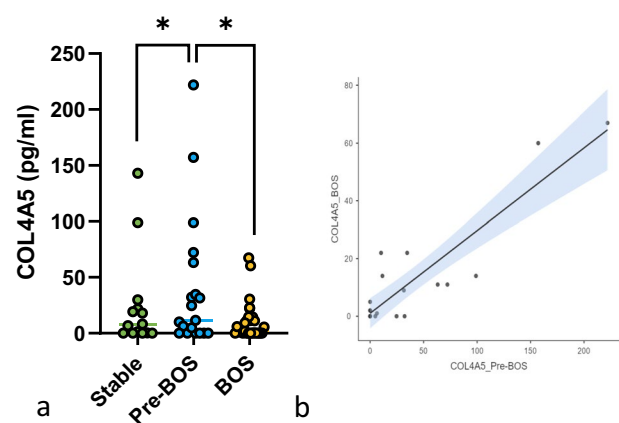 * *
250
200
150
100
50
0
COL4A5 (pg/ml)
Stable
Pre-BOS
BOS
a
80
60
40
20
0
COL4A5_BOS
0 50 100 150 200
COL4A5_Pre-BOS
b